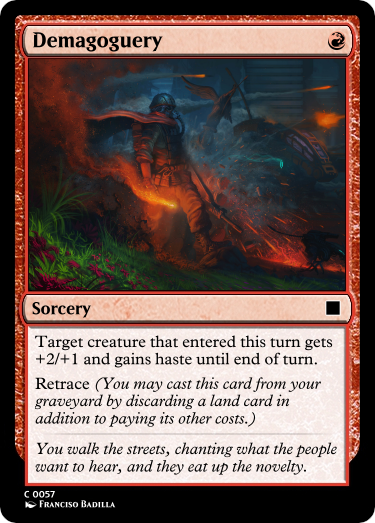 Demagoguery
Sorcery
Target creature that entered this turn gets
+2/+1 and gains haste until end of turn.
Retrace (You may cast this card from your
graveyard by discarding a land card in
addition to paying its other costs.)
You walk the streets, chanting what the people
want to hear, and they eat up the novelty.
C 0057
Franciso Badilla